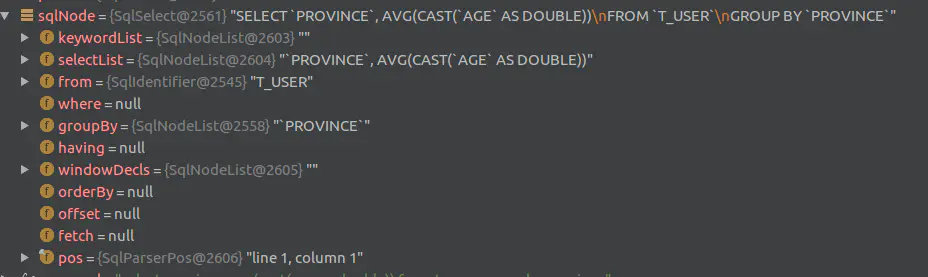 sqlNode = {SqlSelect@2561} "SELECT `PROVINCE`, AVG(CAST(`AGE` AS DOUBLE))\nFROM `T_USER`\nGROUP BY `PROVINCE`"
keywordList = {SqlNodeList@2603} ""
selectList = {SqlNodeList@2604} "`PROVINCE`, AVG(CAST(`AGE` AS DOUBLE))"
from = {SqlIdentifier@2545} "T_USER"
where = null
groupBy = {SqlNodeList@2558} "`PROVINCE`"
having = null
windowDecls = {SqlNodeList@2605} ""
orderBy = null
offset = null
fetch = null
pos = {SqlParserPos@2606} "line 1, column 1"